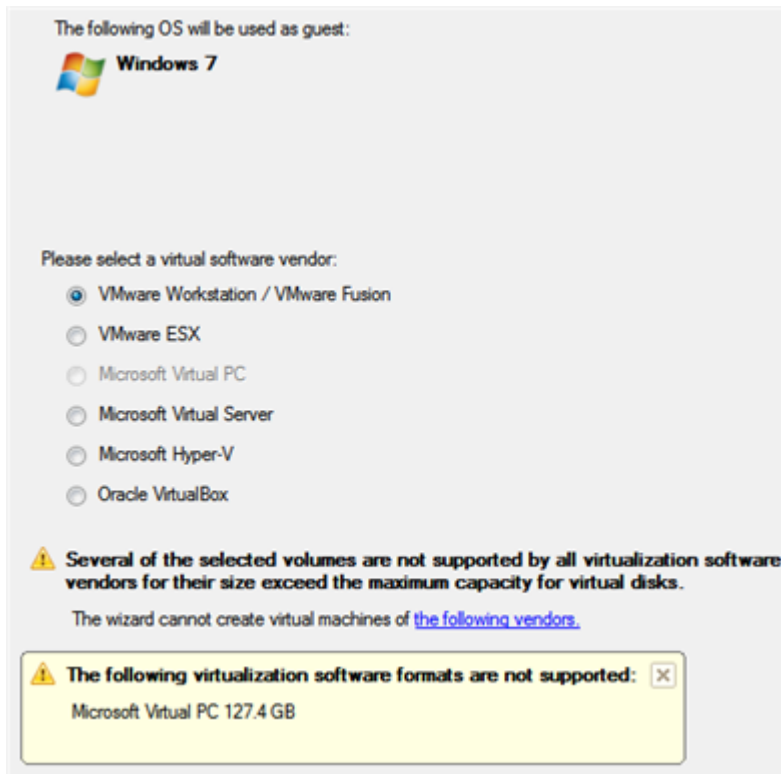 The following OS will be used as guest:
Windows 7
Please select a virtual software vendor:
VMware Workstation / VMware Fusion
VMware ESX
Microsoft Virtual PC
Microsoft Virtual Server
Microsoft Hyper-V
Oracle VirtualBox
Several of the selected volumes are not supported by all virtualization software
vendors for their size exceed the maximum capacity for virtual disks.
The wizard cannot create virtual machines of the following vendors.
The following virtualization software formats are not supported:
Microsoft Virtual PC 127.4 GB